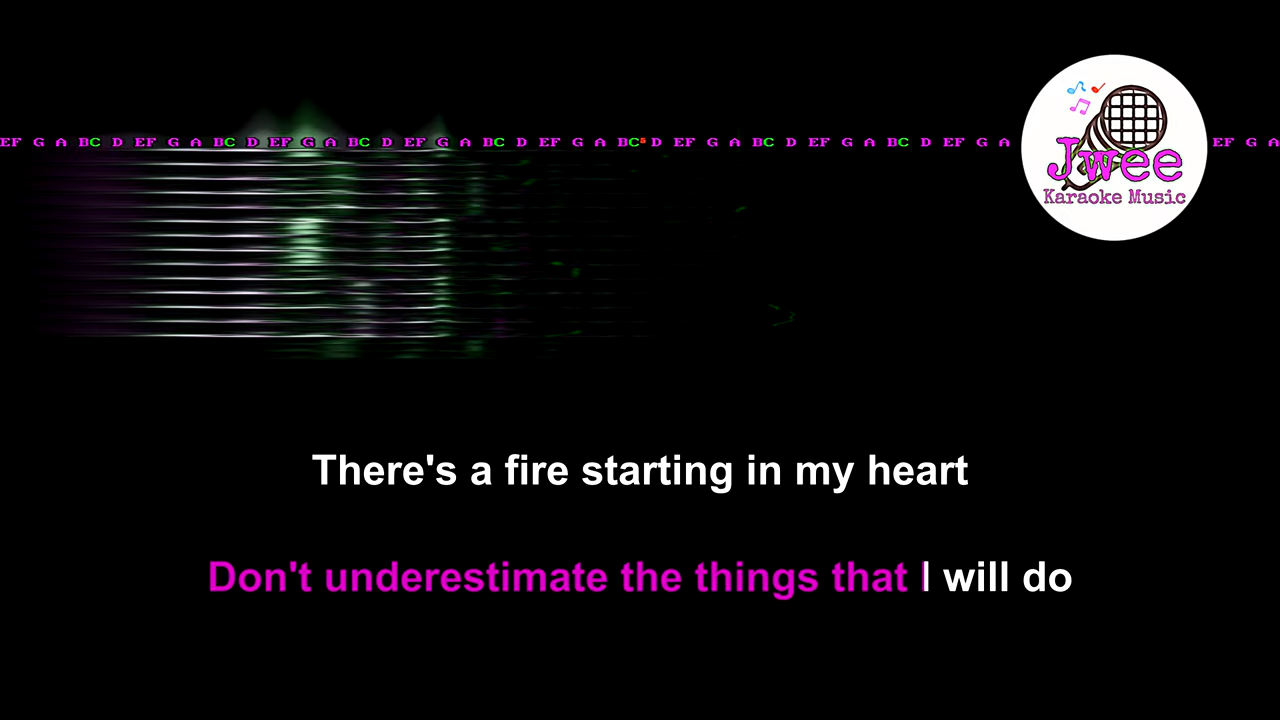 EF G A BC D EF G A BC D EF G A BC D EF G A BC D EF G A BC D EF G A BC D EF G A BC D EF G A EF G A
Jwee
Karaoke Music
There's a fire starting in my heart
Don't underestimate the things that I will do